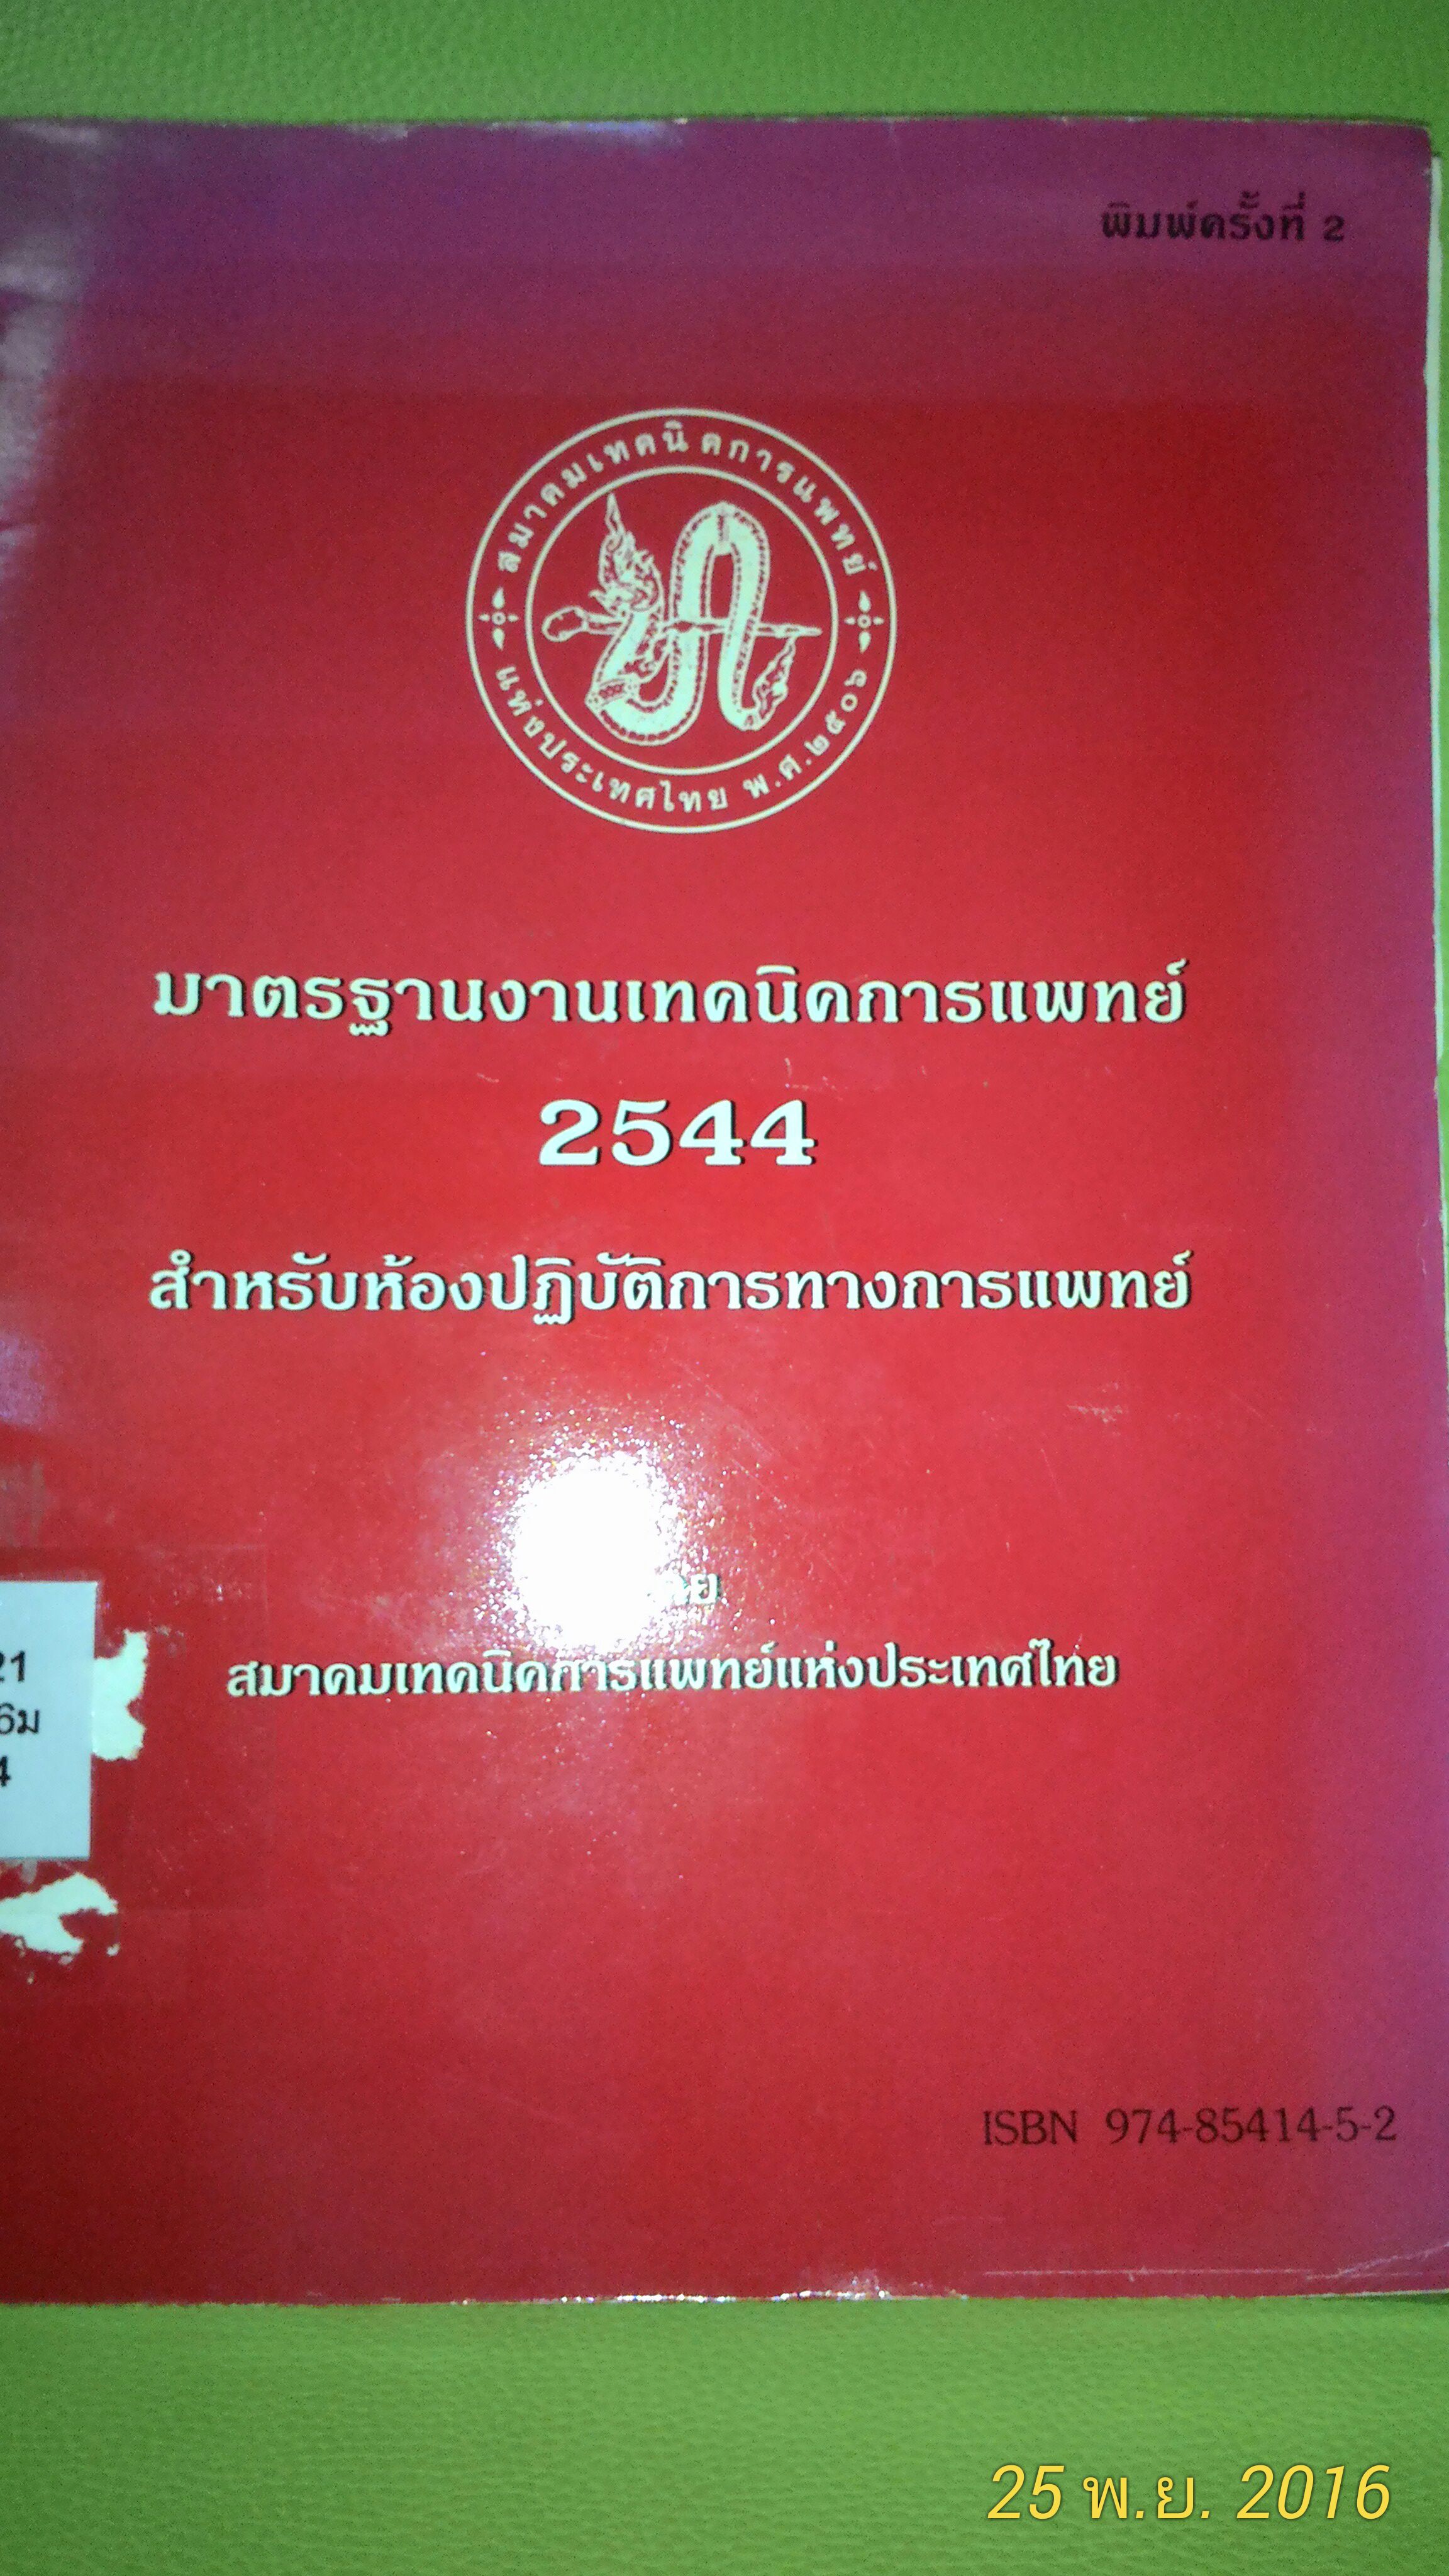 พิมพ์ครั้งที่ 2
สมาคมเทคนิคการแพทย์
แห่งประเทศไทย พ.ศ.๒๕๐๖
มาตรฐานงานเทคนิคการแพทย์
2544
สำหรับห้องปฏิบัติการทางการแพทย์
สมาคมเทคนิคการแพทย์แห่งประเทศไทย
21
6ม
4
ISBN 974-85414-5-2
25 พ.ย. 2016